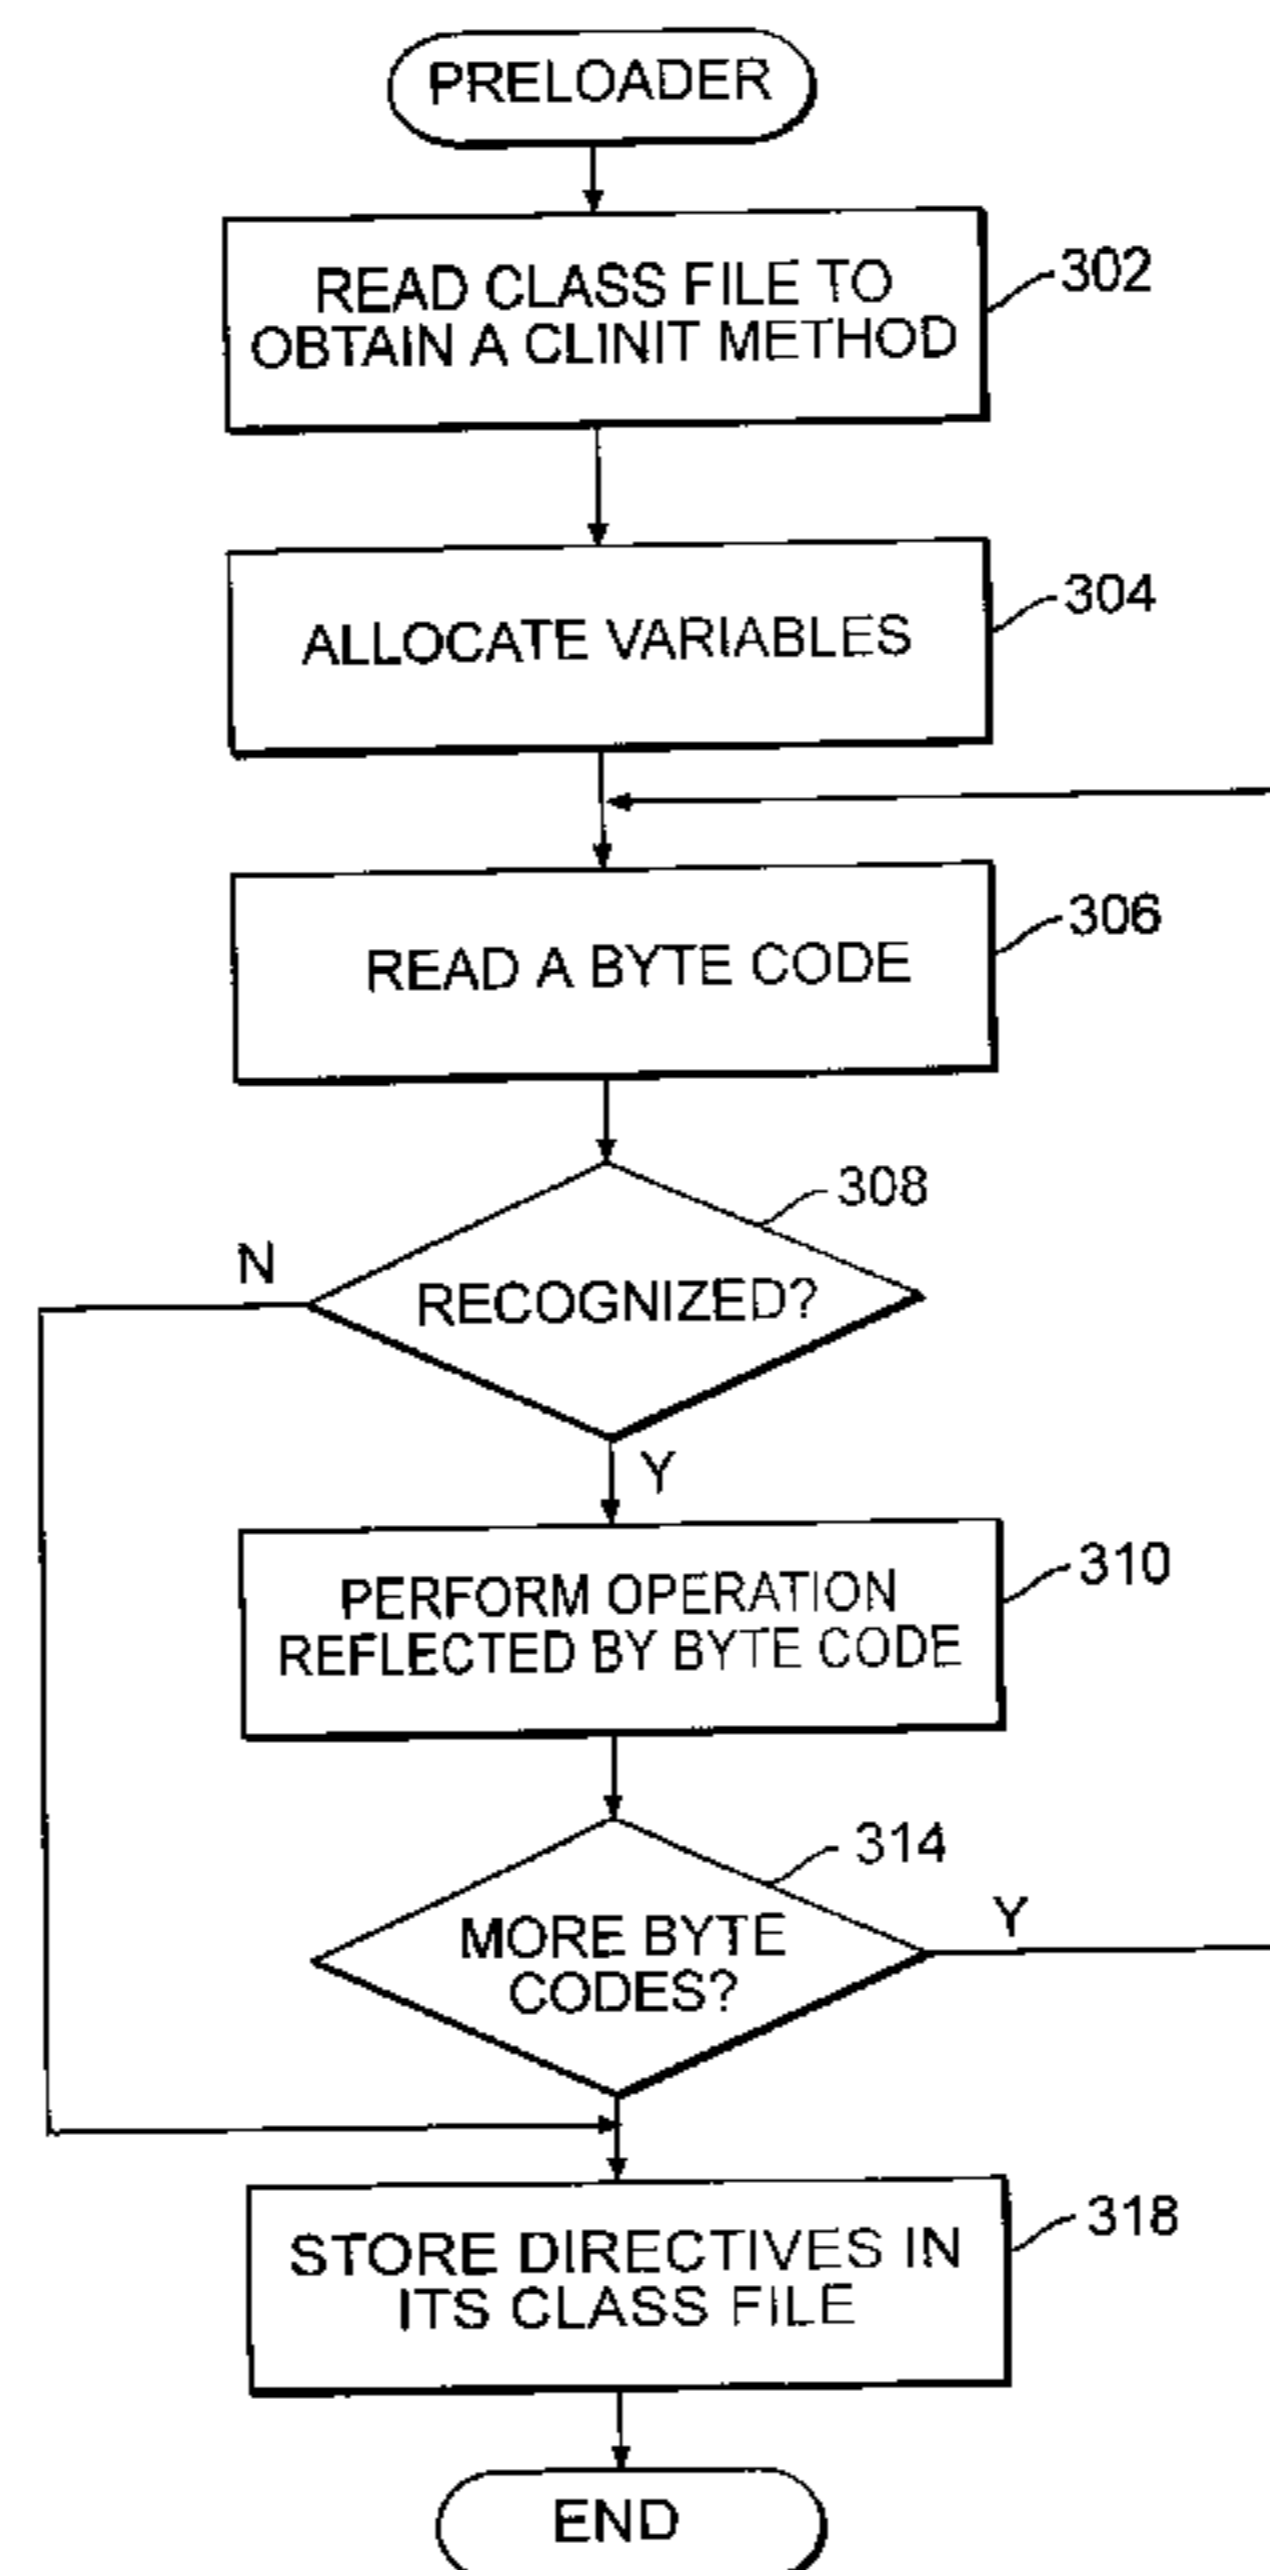 PRELOADER
READ CLASS FILE TO
OBTAIN A CLINIT METHOD
302
ALLOCATE VARIABLES
304
READ A BYTE CODE
306
308
N
RECOGNIZED?
Y
PERFORM OPERATION
REFLECTED BY BYTE CODE
310
314
MORE BYTE
CODES?
Y
STORE DIRECTIVES IN
ITS CLASS FILE
318
END